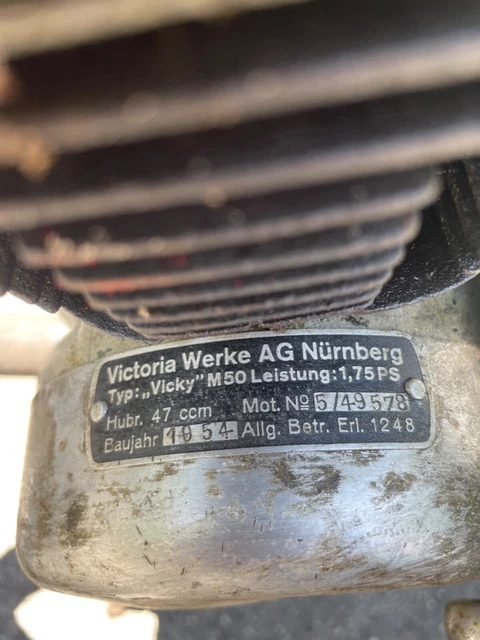 Victoria Werke AG Nürnberg
Typ: „Vicky" M50 Leistung: 1,75 PS
Hubr. 47 ccm Mot. № 5749578
Baujahr 1954 Allg. Betr. Erl. 1248